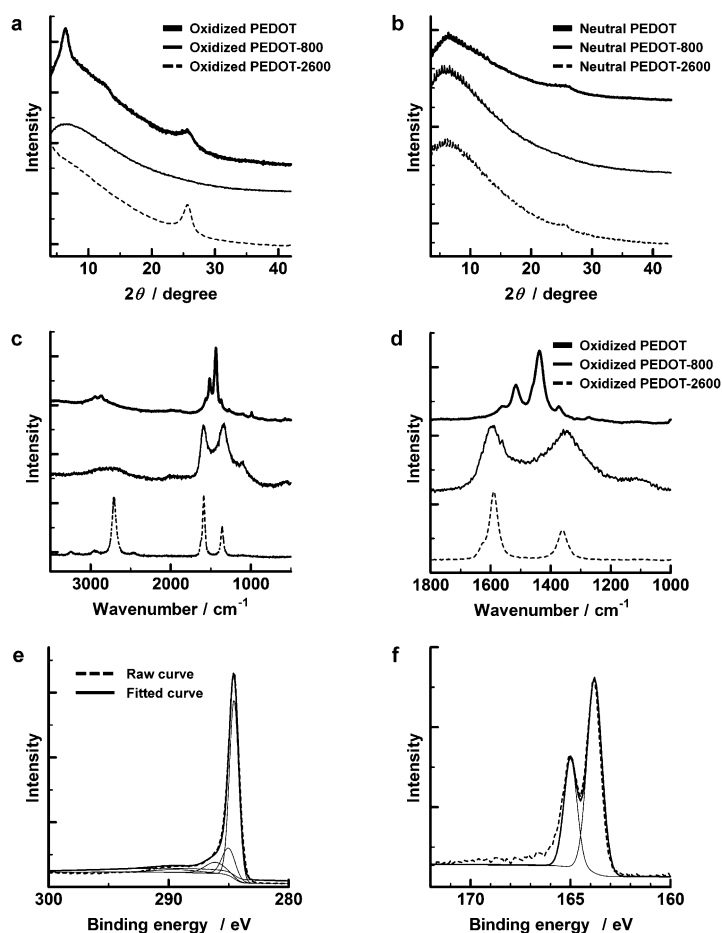 a
Oxidized PEDOT
Oxidized PEDOT-800
Oxidized PEDOT-2600
Intensity
10 20 30 40
2θ / degree
b
Neutral PEDOT
Neutral PEDOT-800
Neutral PEDOT-2600
Intensity
10 20 30 40
2θ / degree
c
Intensity
3000 2000 1000
Wavenumber / cm-1
d
Oxidized PEDOT
Oxidized PEDOT-800
Oxidized PEDOT-2600
Intensity
1800 1600 1400 1200 1000
Wavenumber / cm-1
e
Raw curve
Fitted curve
Intensity
300 290 280
Binding energy / eV
f
Intensity
170 165 160
Binding energy / eV